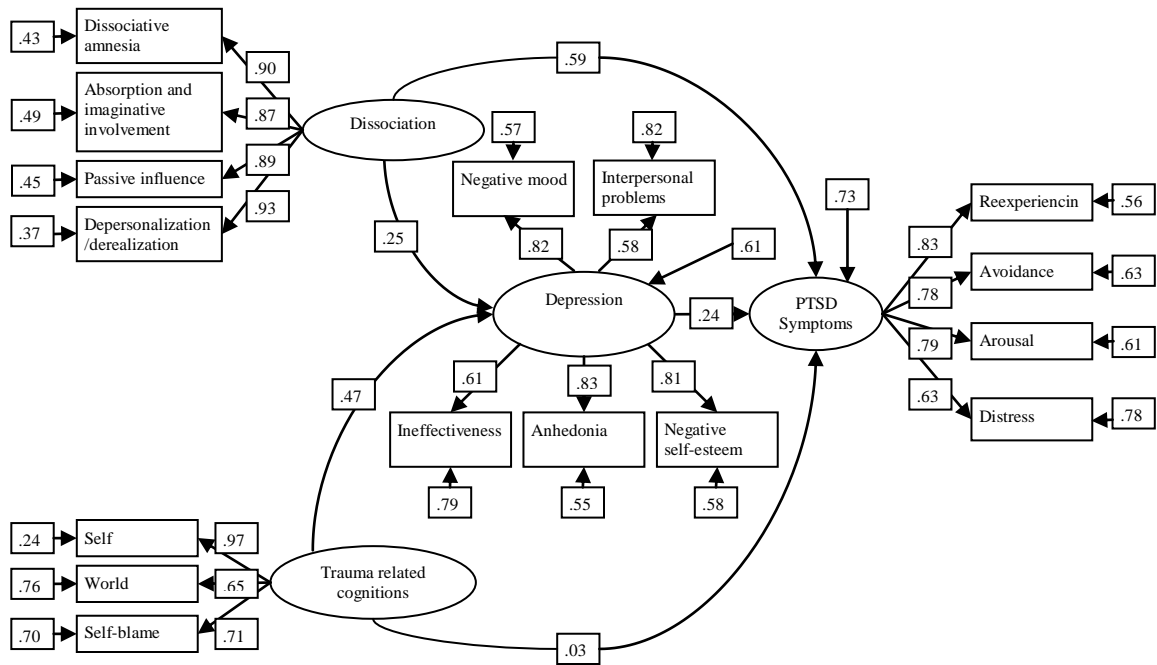 .43
Dissociative
amnesia
.90
.59
.49
Absorption and
imaginative
involvement
.87
Dissociation
.57
.82
.45
Passive influence
.89
Negative mood
Interpersonal
problems
.73
Reexperiencin
.56
.37
Depersonalization
/derealization
.93
.25
.82
.58
.61
.83
Avoidance
.63
.78
Depression
.24
PTSD
Symptoms
.79
Arousal
.61
.47
.61
.83
.81
.63
Distress
.78
Ineffectiveness
Anhedonia
Negative
self-esteem
.79
.55
.58
.24
Self
.97
.76
World
.65
Trauma related
cognitions
.70
Self-blame
.71
.03